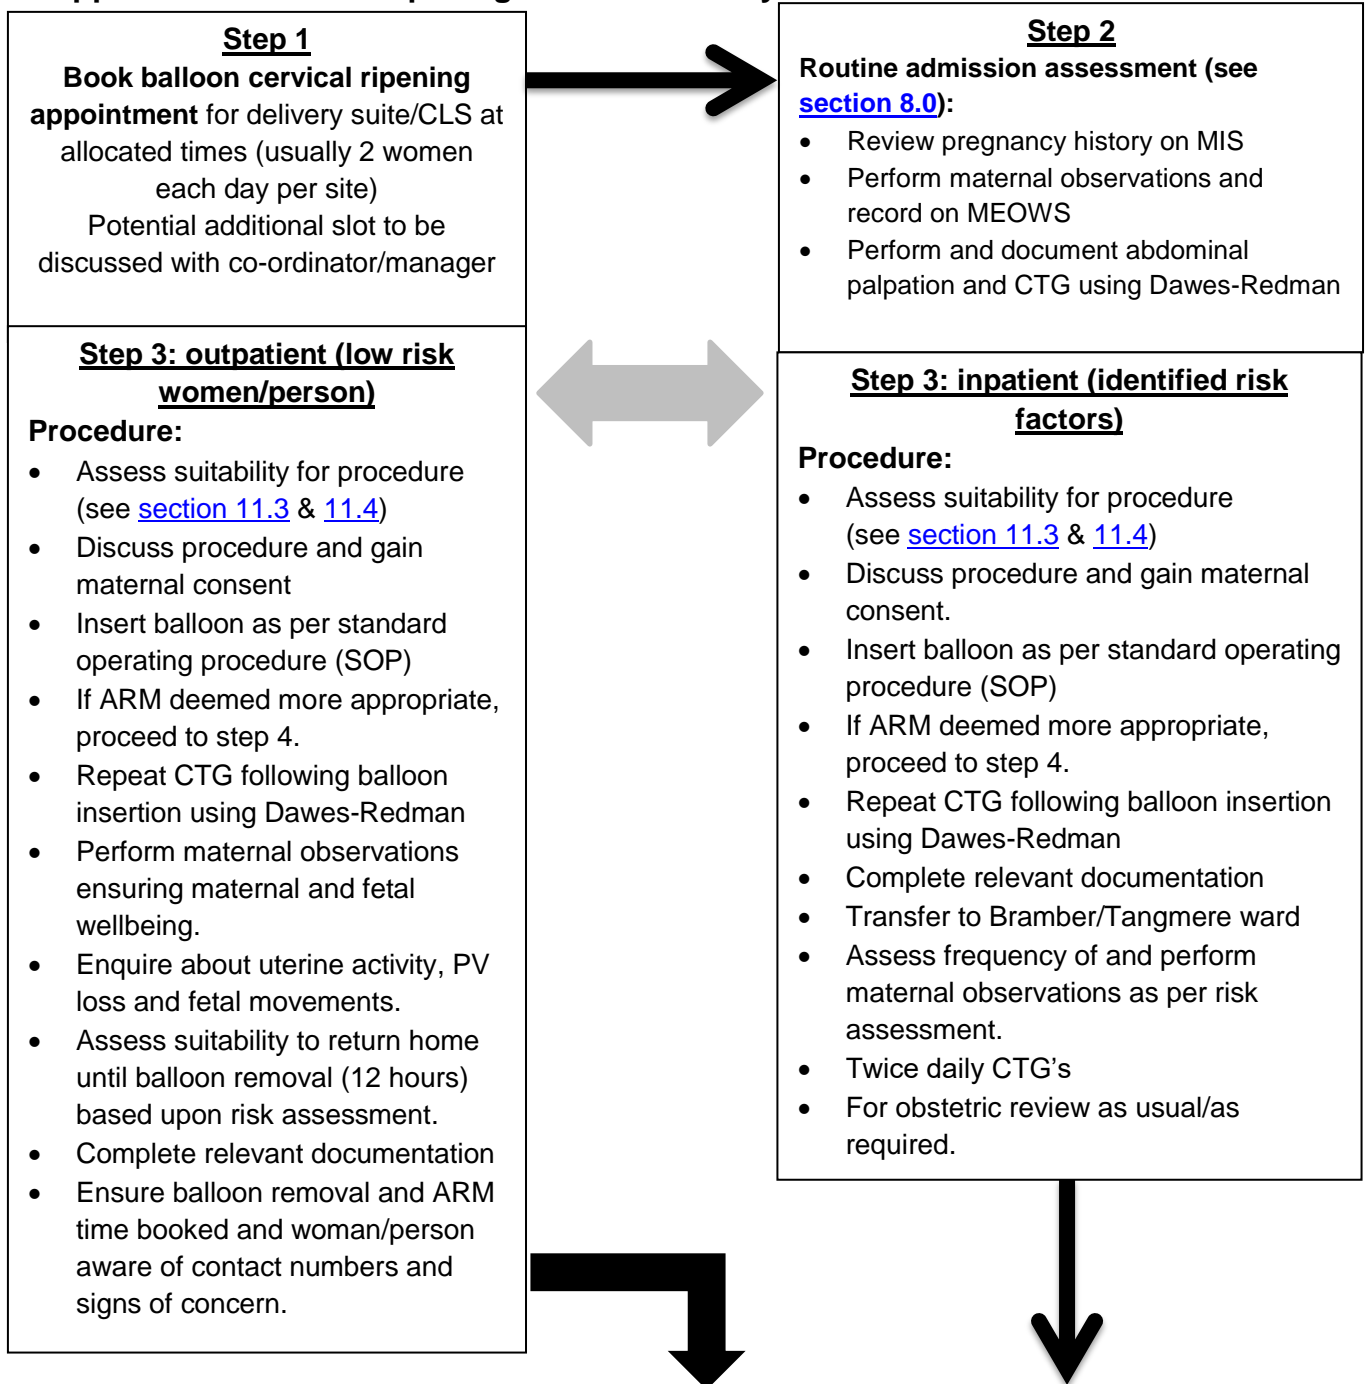 Step 1
Book balloon cervical ripening
appointment for delivery suite/CLS at
allocated times (usually 2 women
each day per site)
Potential additional slot to be
discussed with co-ordinator/manager
Step 2
Routine admission assessment (see
section 8.0):
• Review pregnancy history on MIS
• Perform maternal observations and
record on MEOWS
• Perform and document abdominal
palpation and CTG using Dawes-Redman
Step 3: outpatient (low risk
women/person)
Procedure:
• Assess suitability for procedure
(see section 11.3 & 11.4)
• Discuss procedure and gain
maternal consent
• Insert balloon as per standard
operating procedure (SOP)
• If ARM deemed more appropriate,
proceed to step 4.
• Repeat CTG following balloon
insertion using Dawes-Redman
• Perform maternal observations
ensuring maternal and fetal
wellbeing.
• Enquire about uterine activity, PV
loss and fetal movements.
• Assess suitability to return home
until balloon removal (12 hours)
based upon risk assessment.
• Complete relevant documentation
• Ensure balloon removal and ARM
time booked and woman/person
aware of contact numbers and
signs of concern.
Step 3: inpatient (identified risk
factors)
Procedure:
• Assess suitability for procedure
(see section 11.3 & 11.4)
• Discuss procedure and gain maternal
consent.
• Insert balloon as per standard operating
procedure (SOP)
• If ARM deemed more appropriate,
proceed to step 4.
• Repeat CTG following balloon insertion
using Dawes-Redman
• Complete relevant documentation
• Transfer to Bramber/Tangmere ward
• Assess frequency of and perform
maternal observations as per risk
assessment.
• Twice daily CTG's
• For obstetric review as usual/as
required.